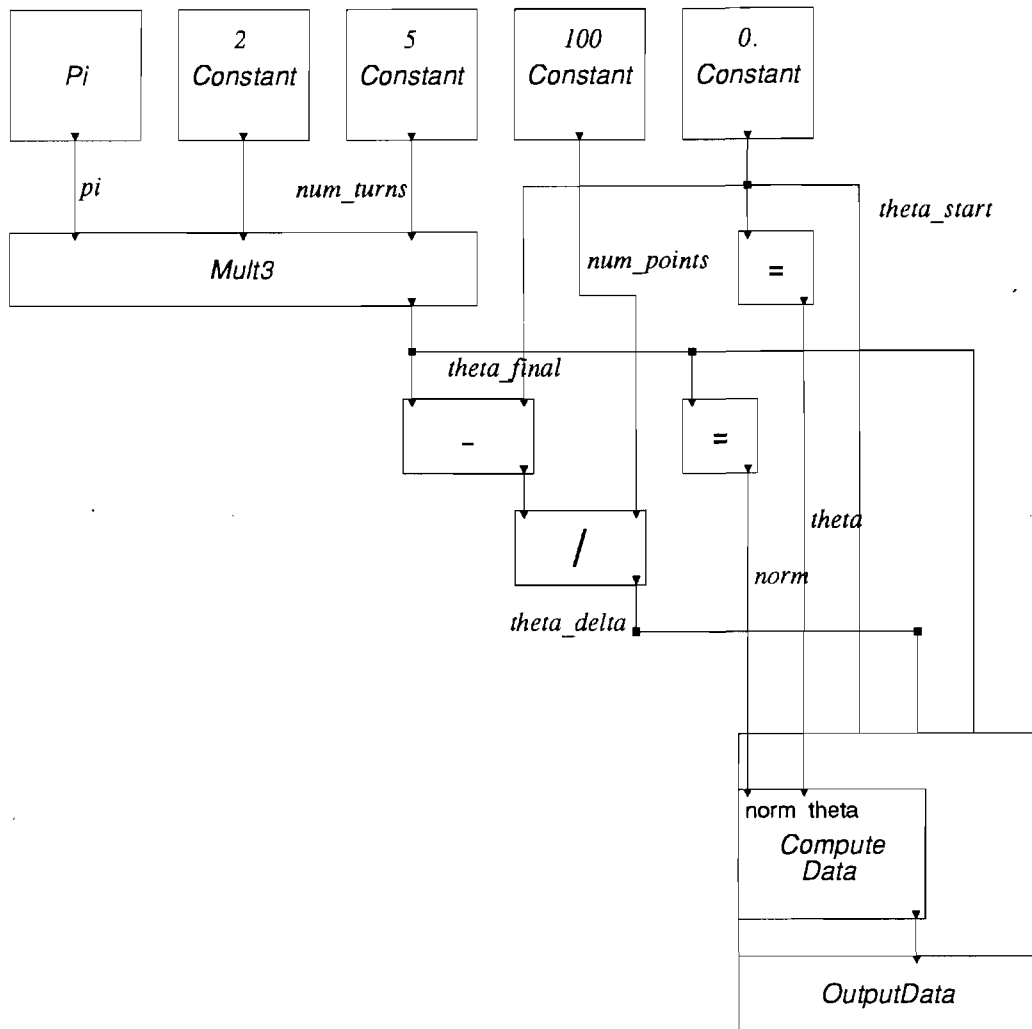 Pi
2
Constant
5
Constant
100
Constant
0.
Constant
pi
num_turns
theta_start
Mult3
num_points
=
theta_final
-
=
/
theta
norm
theta_delta
norm theta
Compute
Data
OutputData